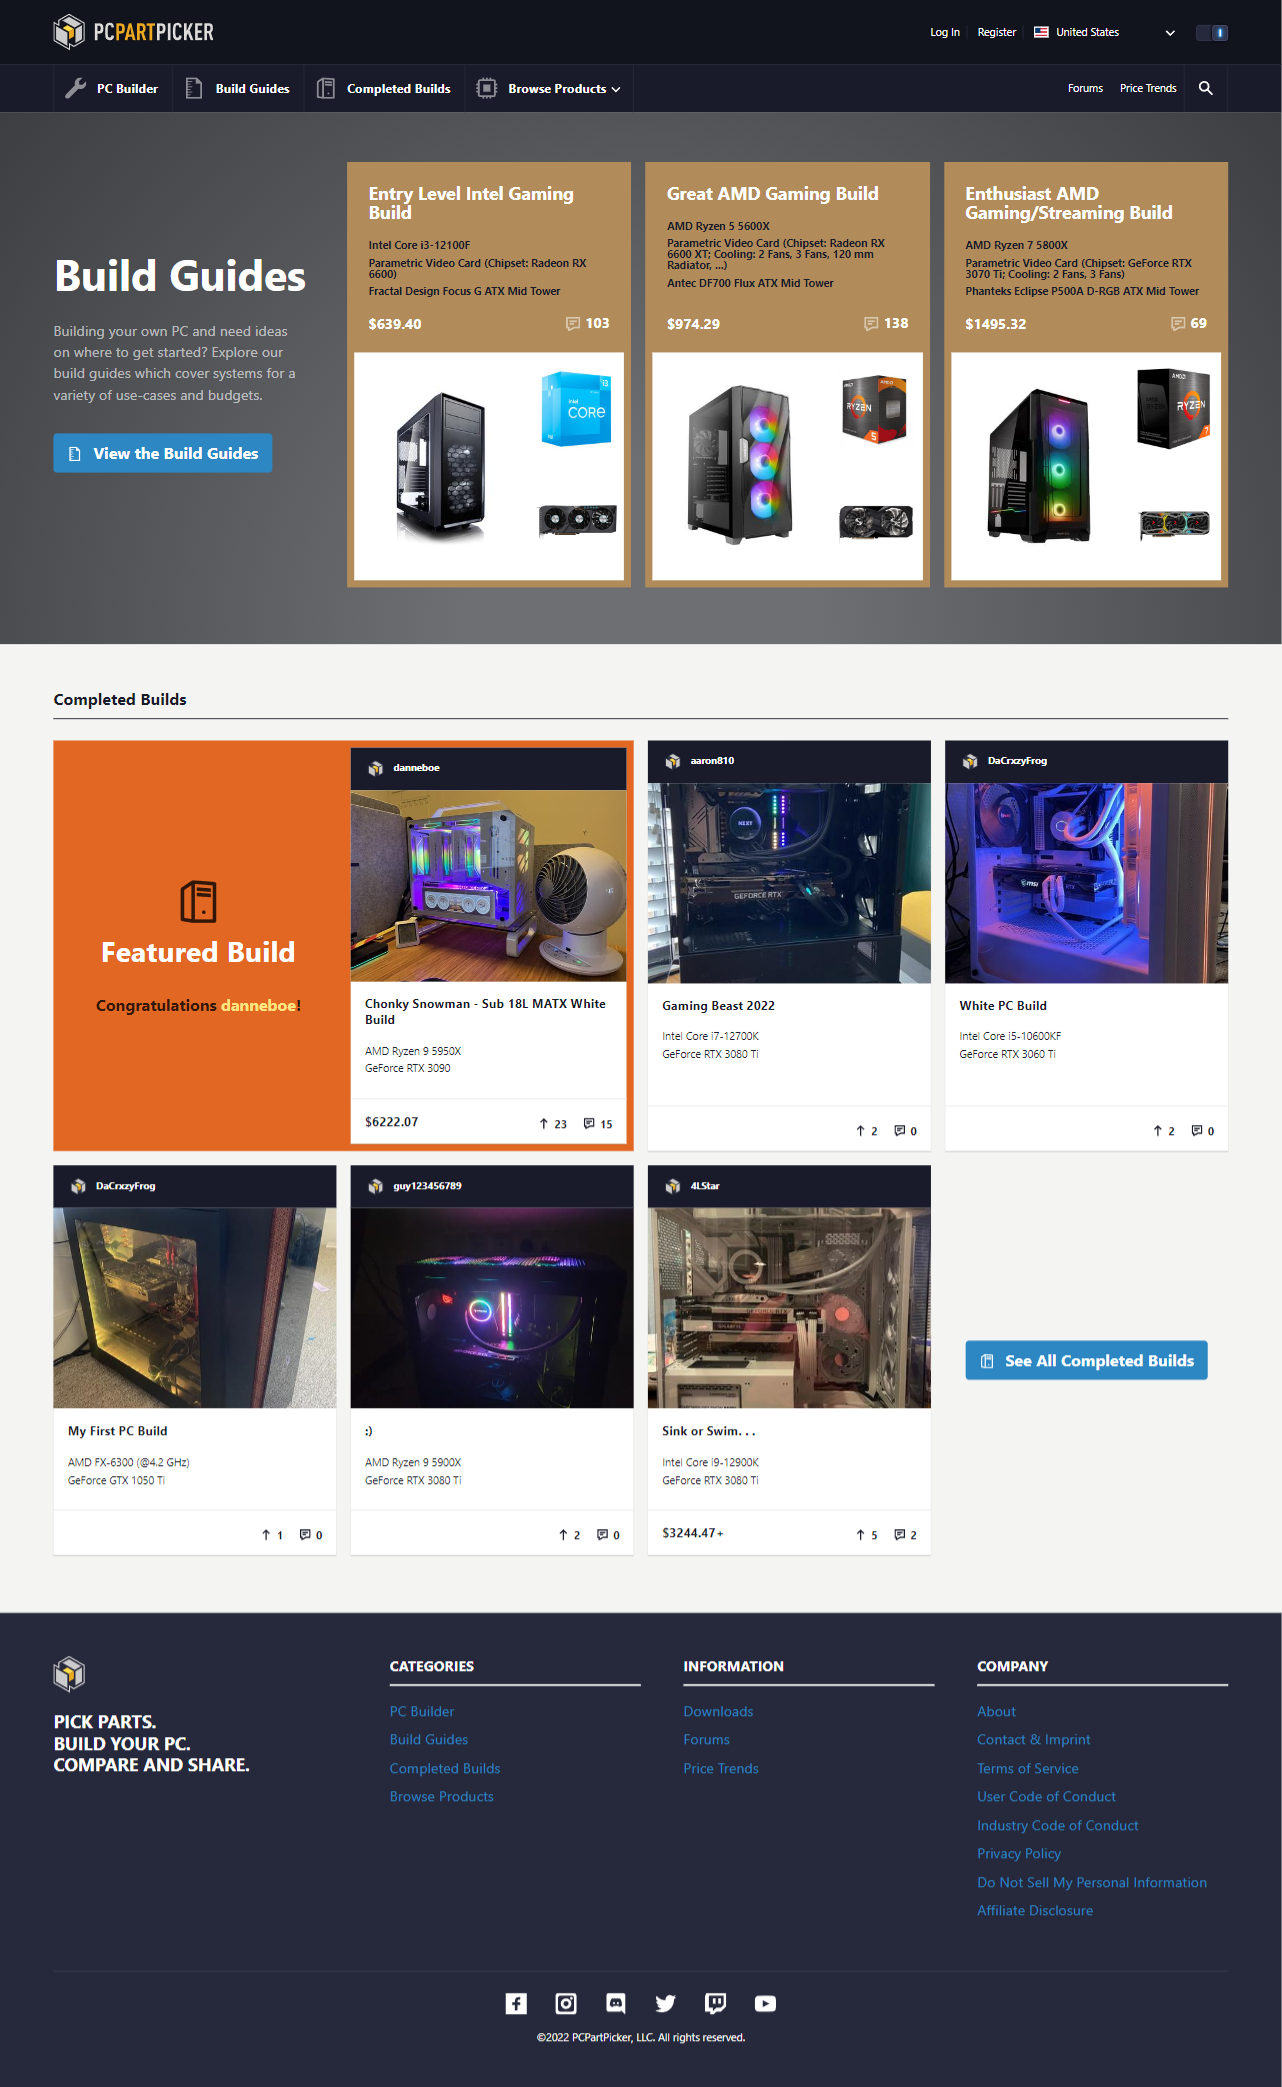 PCPARTPICKER
Log In
Register
United States
PC Builder
Build Guides
Completed Builds
Browse Products
Forums
Price Trends
Build Guides
Building your own PC and need ideas
on where to get started? Explore our
build guides which cover systems for a
variety of use-cases and budgets.
View the Build Guides
Entry Level Intel Gaming
Build
Intel Core i3-12100F
Parametric Video Card (Chipset: Radeon RX
6600)
Fractal Design Focus G ATX Mid Tower
$639.40
103
intel
CORE
i3
Great AMD Gaming Build
AMD Ryzen 5 5600X
Parametric Video Card (Chipset: Radeon RX
6600 XT; Cooling: 2 Fans, 3 Fans, 120 mm
Radiator, ...)
Antec DF700 Flux ATX Mid Tower
$974.29
138
AMD
RYZEN
5
Enthusiast AMD
Gaming/Streaming Build
AMD Ryzen 7 5800X
Parametric Video Card (Chipset: GeForce RTX
3070 Ti; Cooling: 2 Fans, 3 Fans)
Phanteks Eclipse P500A D-RGB ATX Mid Tower
$1495.32
69
AMD
RYZEN
7
Completed Builds
Featured Build
Congratulations danneboe!
danneboe
Chonky Snowman - Sub 18L MATX White
Build
AMD Ryzen 9 5950X
GeForce RTX 3090
$6222.07
23
15
aaron810
NZXT
GEFORCE RTX
Gaming Beast 2022
Intel Core i7-12700K
GeForce RTX 3080 Ti
2
0
DaCrxzyFrog
msi
RTX
White PC Build
Intel Core i5-10600KF
GeForce RTX 3060 Ti
2
0
DaCrxzyFrog
My First PC Build
AMD FX-6300 (@4.2 GHz)
GeForce GTX 1050 Ti
1
0
guy123456789
:)
AMD Ryzen 9 5900X
GeForce RTX 3080 Ti
2
0
4LStar
Sink or Swim. . .
Intel Core i9-12900K
GeForce RTX 3080 Ti
$3244.47+
5
2
See All Completed Builds
PICK PARTS.
BUILD YOUR PC.
COMPARE AND SHARE.
CATEGORIES
PC Builder
Build Guides
Completed Builds
Browse Products
INFORMATION
Downloads
Forums
Price Trends
COMPANY
About
Contact & Imprint
Terms of Service
User Code of Conduct
Industry Code of Conduct
Privacy Policy
Do Not Sell My Personal Information
Affiliate Disclosure
©2022 PCPartPicker, LLC. All rights reserved.